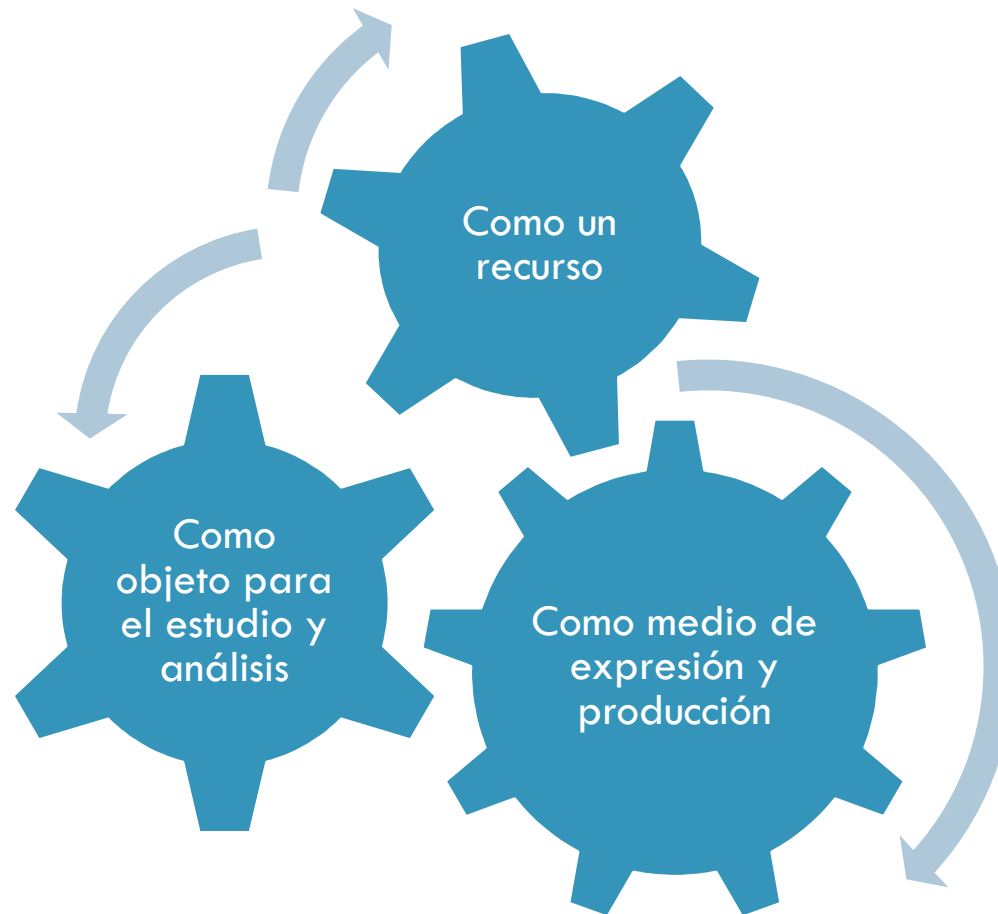 Como un
recurso
Como
objeto para
el estudio y
análisis
Como medio de
expresión y
producción